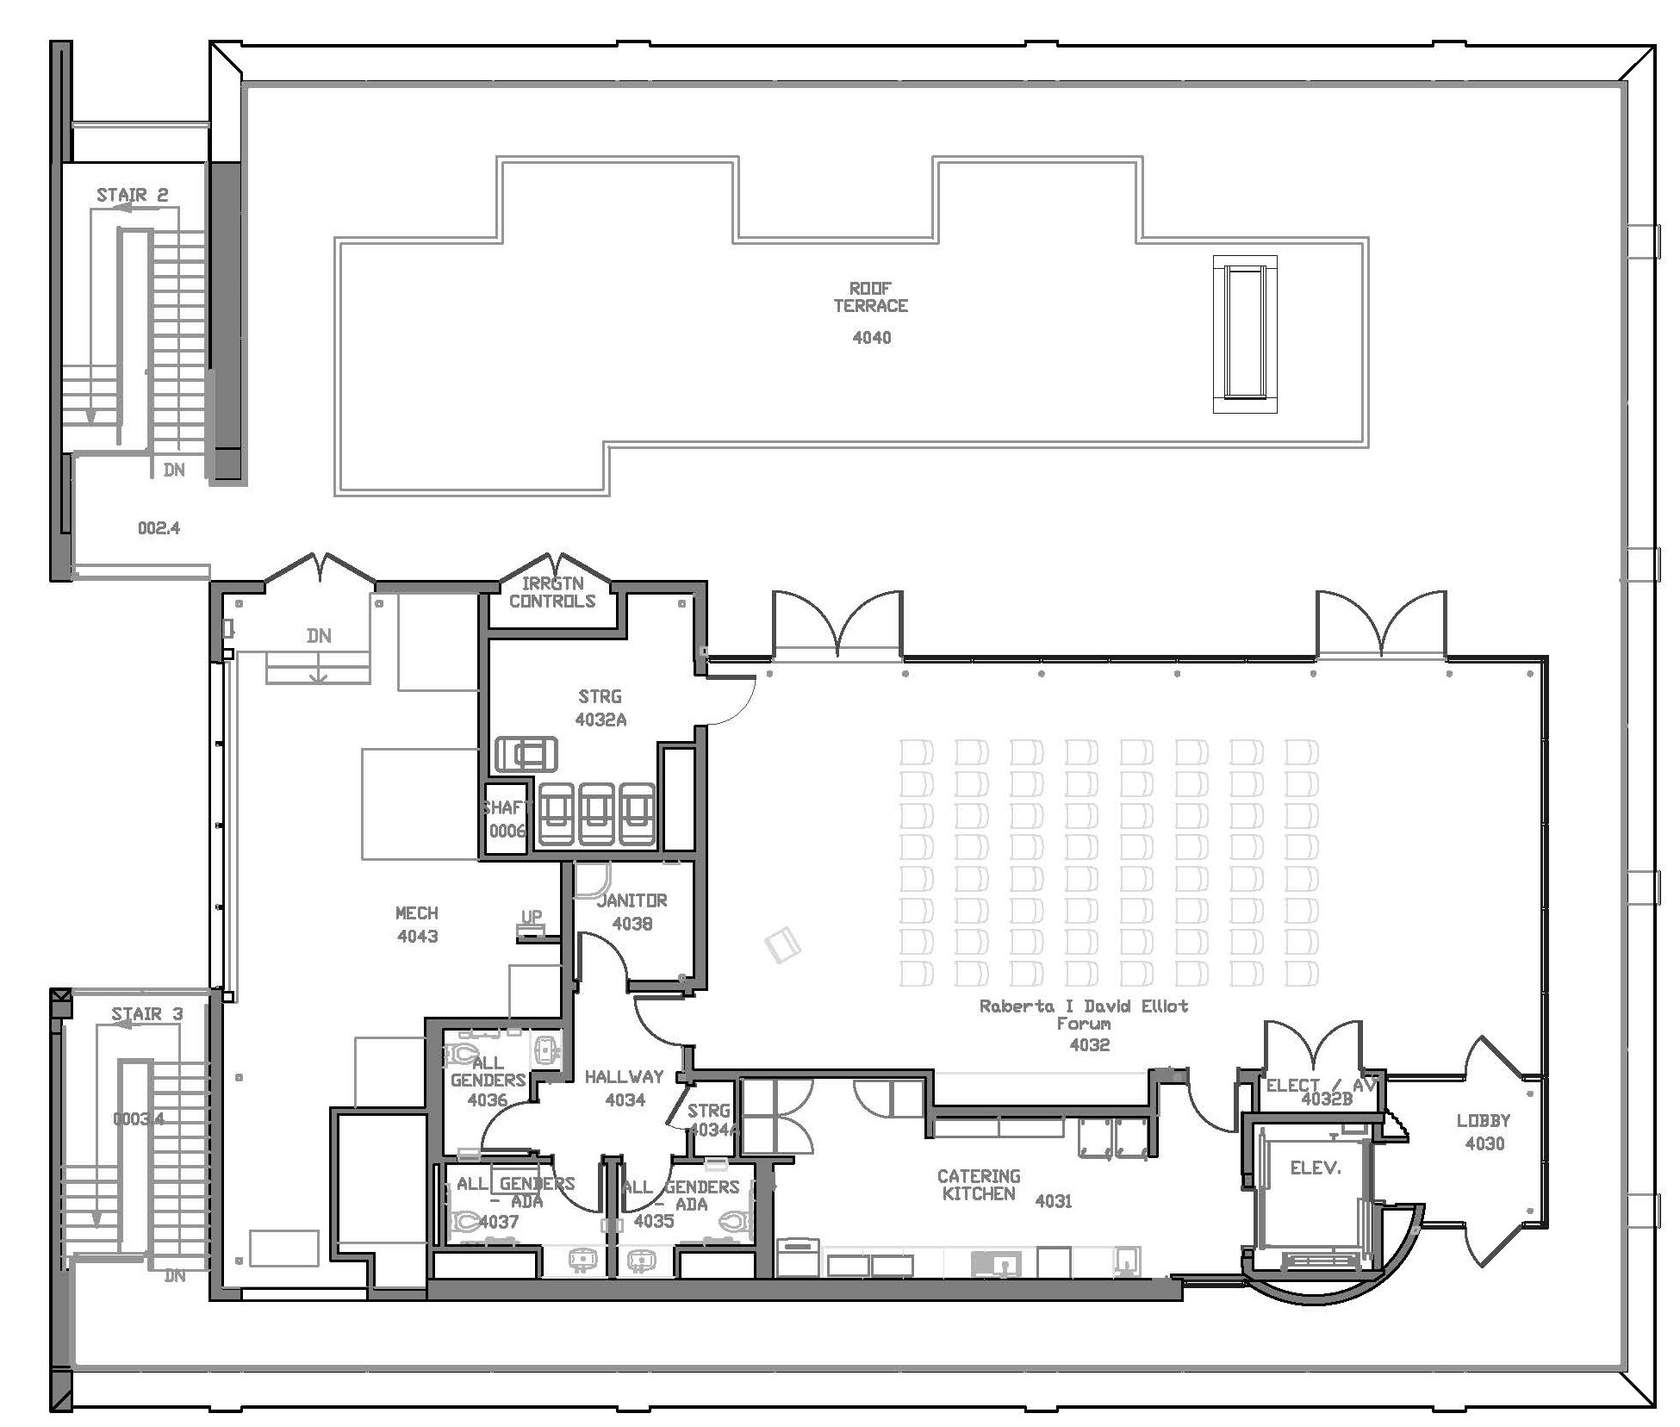 STAIR 2
DN
002.4
ROOF
TERRACE
4040
IRRGTN
CONTROLS
DN
STRG
4032A
SHAFT
0006
JANITOR
4038
MECH
4043
UP
Raberta I David Elliot
Forum
4032
STAIR 3
0003.4
DN
ALL
GENDERS
4036
HALLWAY
4034
STRG
4034A
ELECT / AV
4032B
LOBBY
4030
ELEV.
CATERING
KITCHEN 4031
ALL GENDERS
- ADA
4037
ALL GENDERS
- ADA
4035